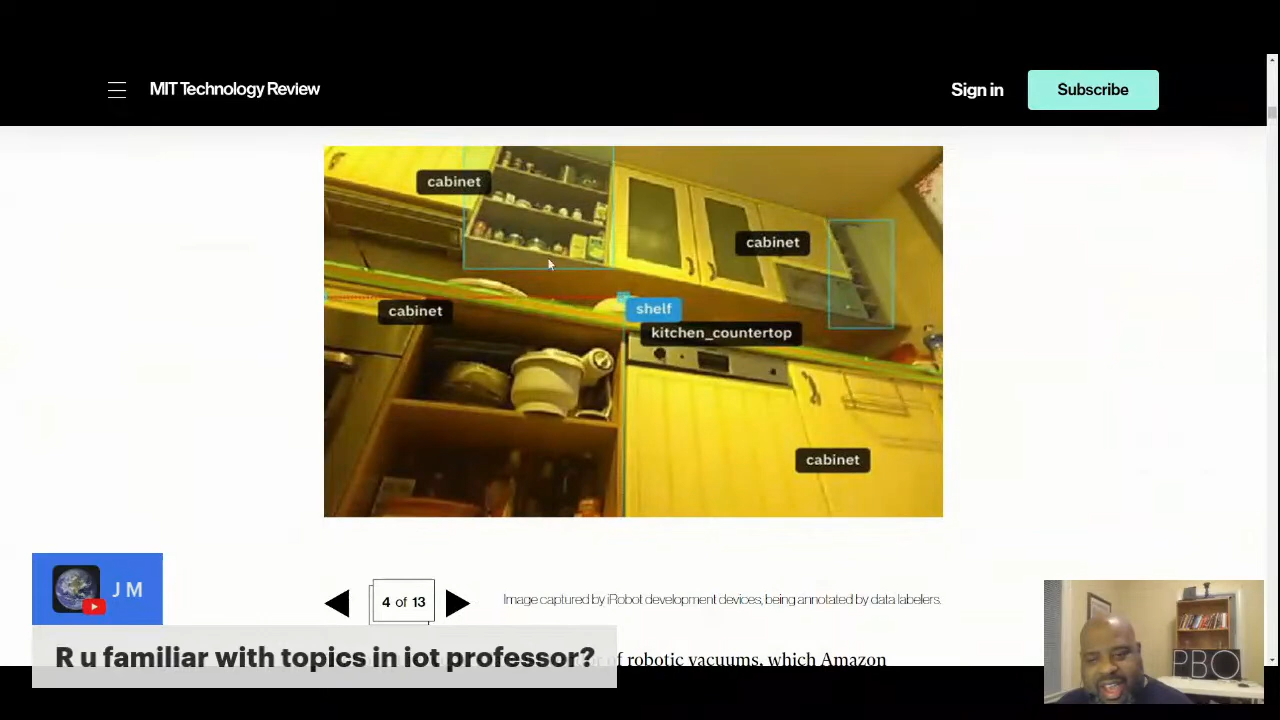 MIT Technology Review
Sign in
Subscribe
cabinet
cabinet
cabinet
shelf
kitchen_countertop
cabinet
4 of 13
Image captured by iRobot development devices, being annotated by data labelers.
J M
R u familiar with topics in iot professor?
of robotic vacuums, which Amazon
PBO